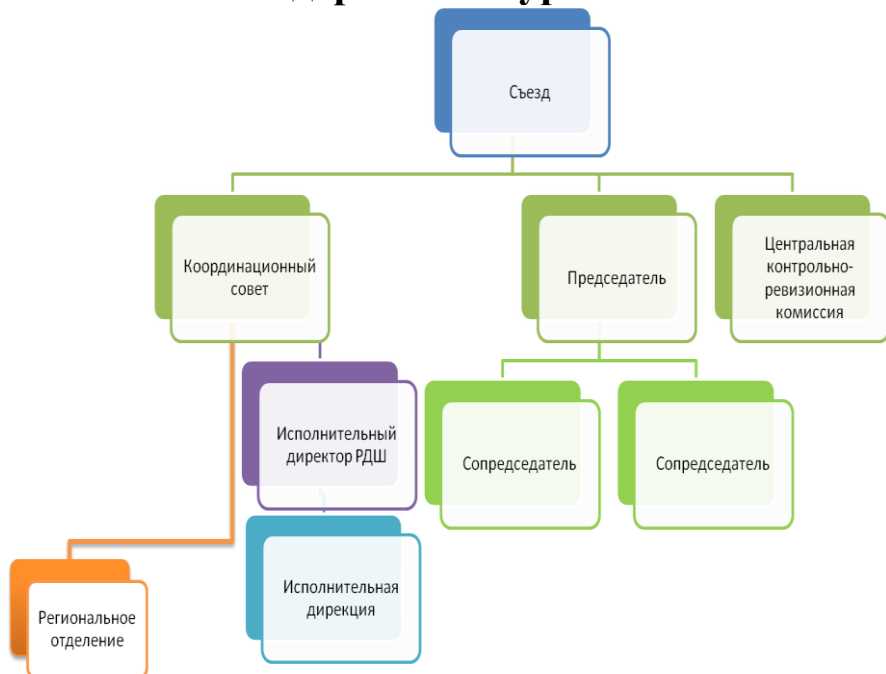 Съезд
Координационный
совет
Председатель
Центральная
контрольно-
ревизионная
комиссия
Исполнительный
директор РДШ
Сопредседатель
Сопредседатель
Исполнительная
дирекция
Региональное
отделение